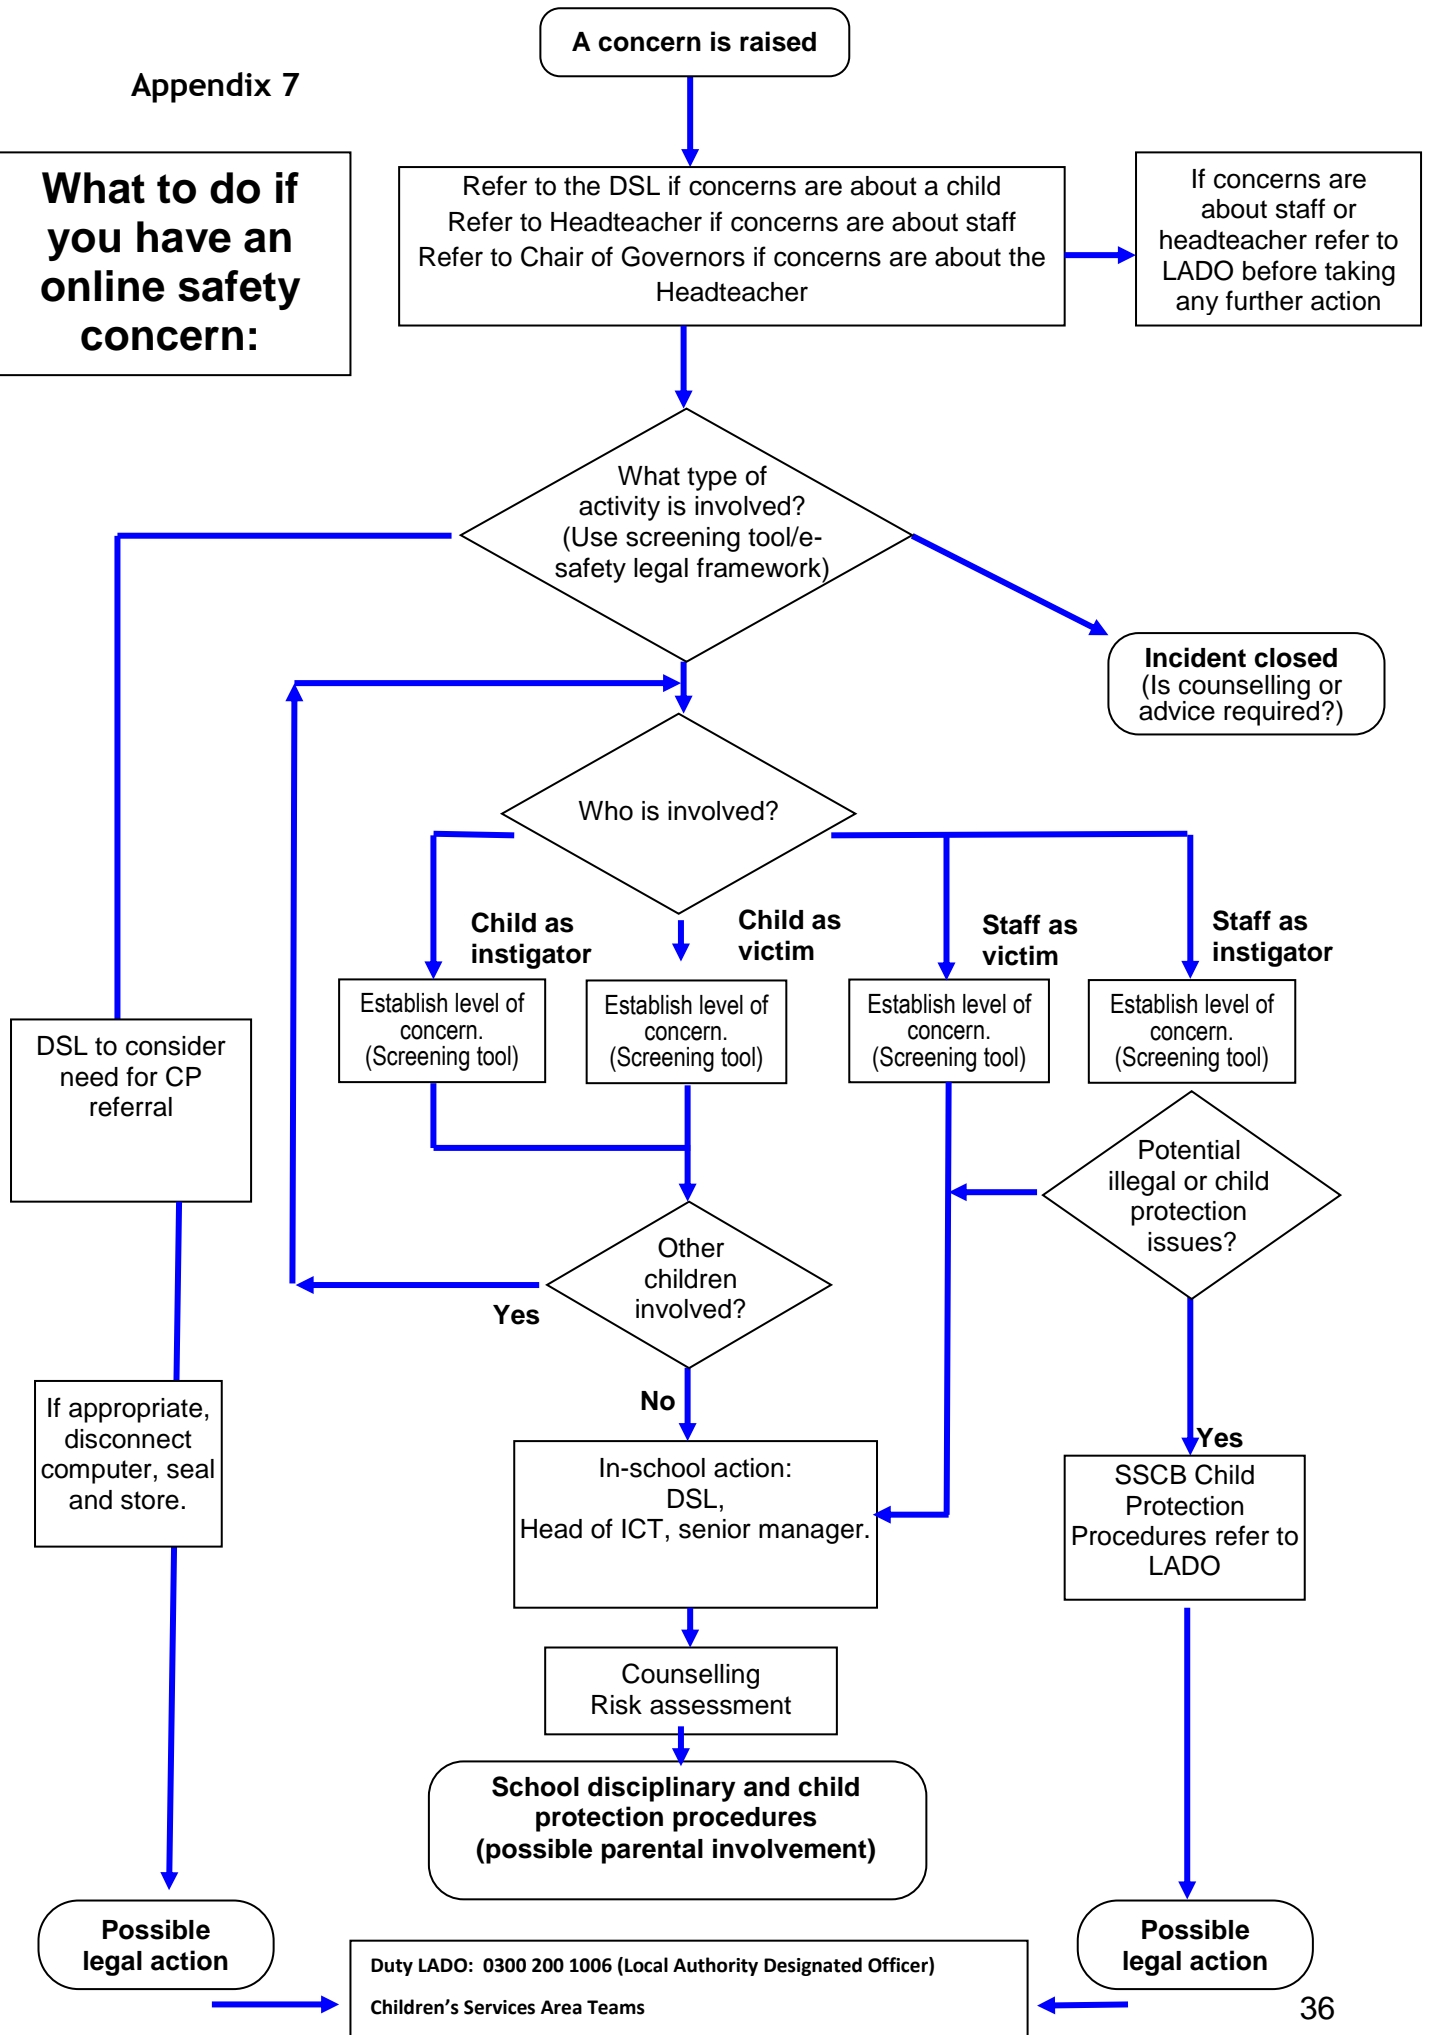 A concern is raised
Appendix 7
What to do if
you have an
online safety
concern:
Refer to the DSL if concerns are about a child
Refer to Headteacher if concerns are about staff
Refer to Chair of Governors if concerns are about the
Headteacher
If concerns are
about staff or
headteacher refer to
LADO before taking
any further action
What type of
activity is involved?
(Use screening tool/e-
safety legal framework)
Incident closed
(Is counselling or
advice required?)
Who is involved?
Child as
instigator
Child as
victim
Staff as
victim
Staff as
instigator
Establish level of
concern.
(Screening tool)
Establish level of
concern.
(Screening tool)
Establish level of
concern.
(Screening tool)
Establish level of
concern.
(Screening tool)
DSL to consider
need for CP
referral
Potential
illegal or child
protection
issues?
Other
children
involved?
Yes
No
If appropriate,
disconnect
computer, seal
and store.
In-school action:
DSL,
Head of ICT, senior manager.
Yes
SSCB Child
Protection
Procedures refer to
LADO
Counselling
Risk assessment
School disciplinary and child
protection procedures
(possible parental involvement)
Possible
legal action
Possible
legal action
Duty LADO:  0300 200 1006 (Local Authority Designated Officer)
Children’s Services Area Teams
36